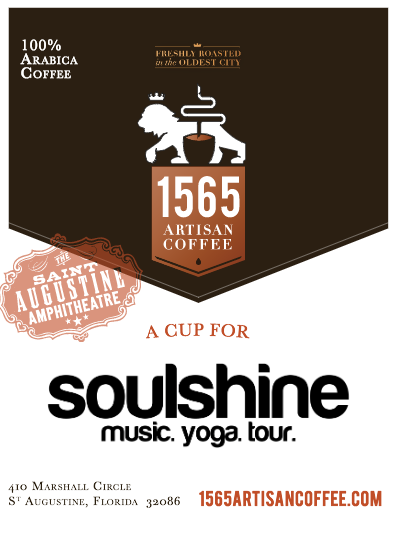 100%
Arabica
Coffee
FRESHLY ROASTED
in the OLDEST CITY
1565
ARTISAN
COFFEE
THE
SAINT
AUGUSTINE
AMPHITHEATRE
A CUP FOR
soulshine
music. yoga. tour.
410 Marshall Circle
St Augustine, Florida 32086
1565ARTISANCOFFEE.COM